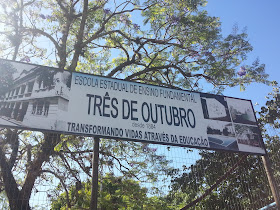 ESCOLA ESTADUAL DE ENSINO FUNDAMENTAL
TRÊS DE OUTUBRO
TRANSFORMANDO VIDAS ATRAVÉS DA EDUCAÇÃO